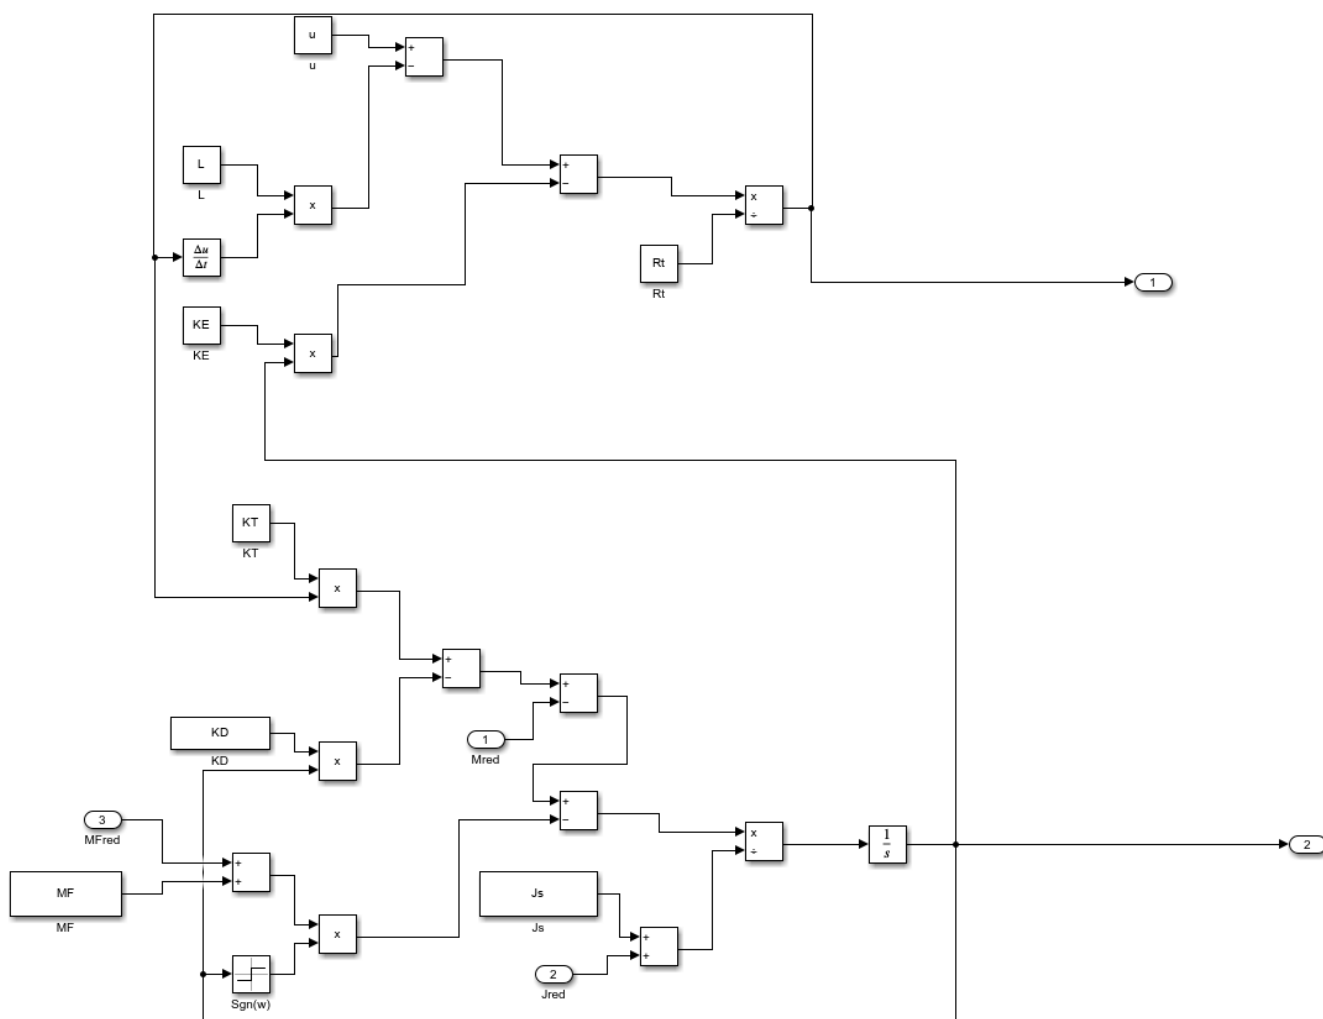 u
+
−
u
L
L
x
+
−
x
÷
Δu
Δt
Rt
Rt
1
KE
KE
x
KT
KT
x
+
−
+
−
KD
KD
x
1
Mred
3
MFred
+
−
x
÷
1
s
2
+
+
MF
MF
x
Js
Js
+
+
Sgn(w)
2
Jred